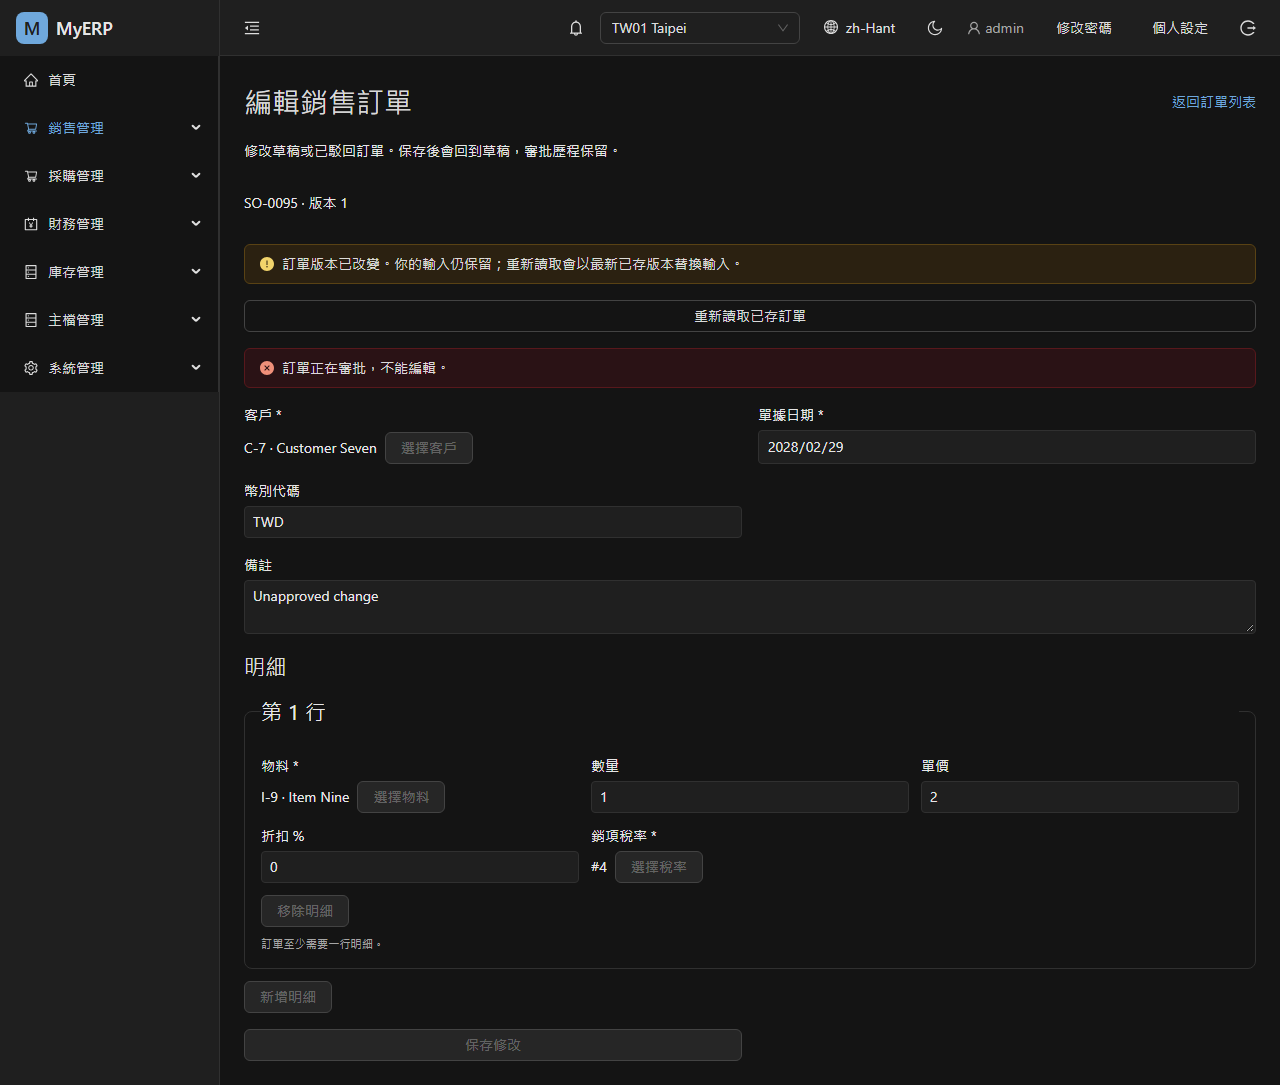 M MyERP
TW01 Taipei
zh-Hant
admin
修改密碼
個人設定
首頁
銷售管理
採購管理
財務管理
庫存管理
主檔管理
系統管理
編輯銷售訂單
返回訂單列表
修改草稿或已駁回訂單。保存後會回到草稿，審批歷程保留。
SO-0095 · 版本 1
訂單版本已改變。你的輸入仍保留；重新讀取會以最新已存版本替換輸入。
重新讀取已存訂單
訂單正在審批，不能編輯。
客戶 *
單據日期 *
C-7 · Customer Seven 選擇客戶
2028/02/29
幣別代碼
TWD
備註
Unapproved change
明細
第 1 行
物料 *
數量
單價
I-9 · Item Nine 選擇物料
1
2
折扣 %
銷項稅率 *
0
#4 選擇稅率
移除明細
訂單至少需要一行明細。
新增明細
保存修改